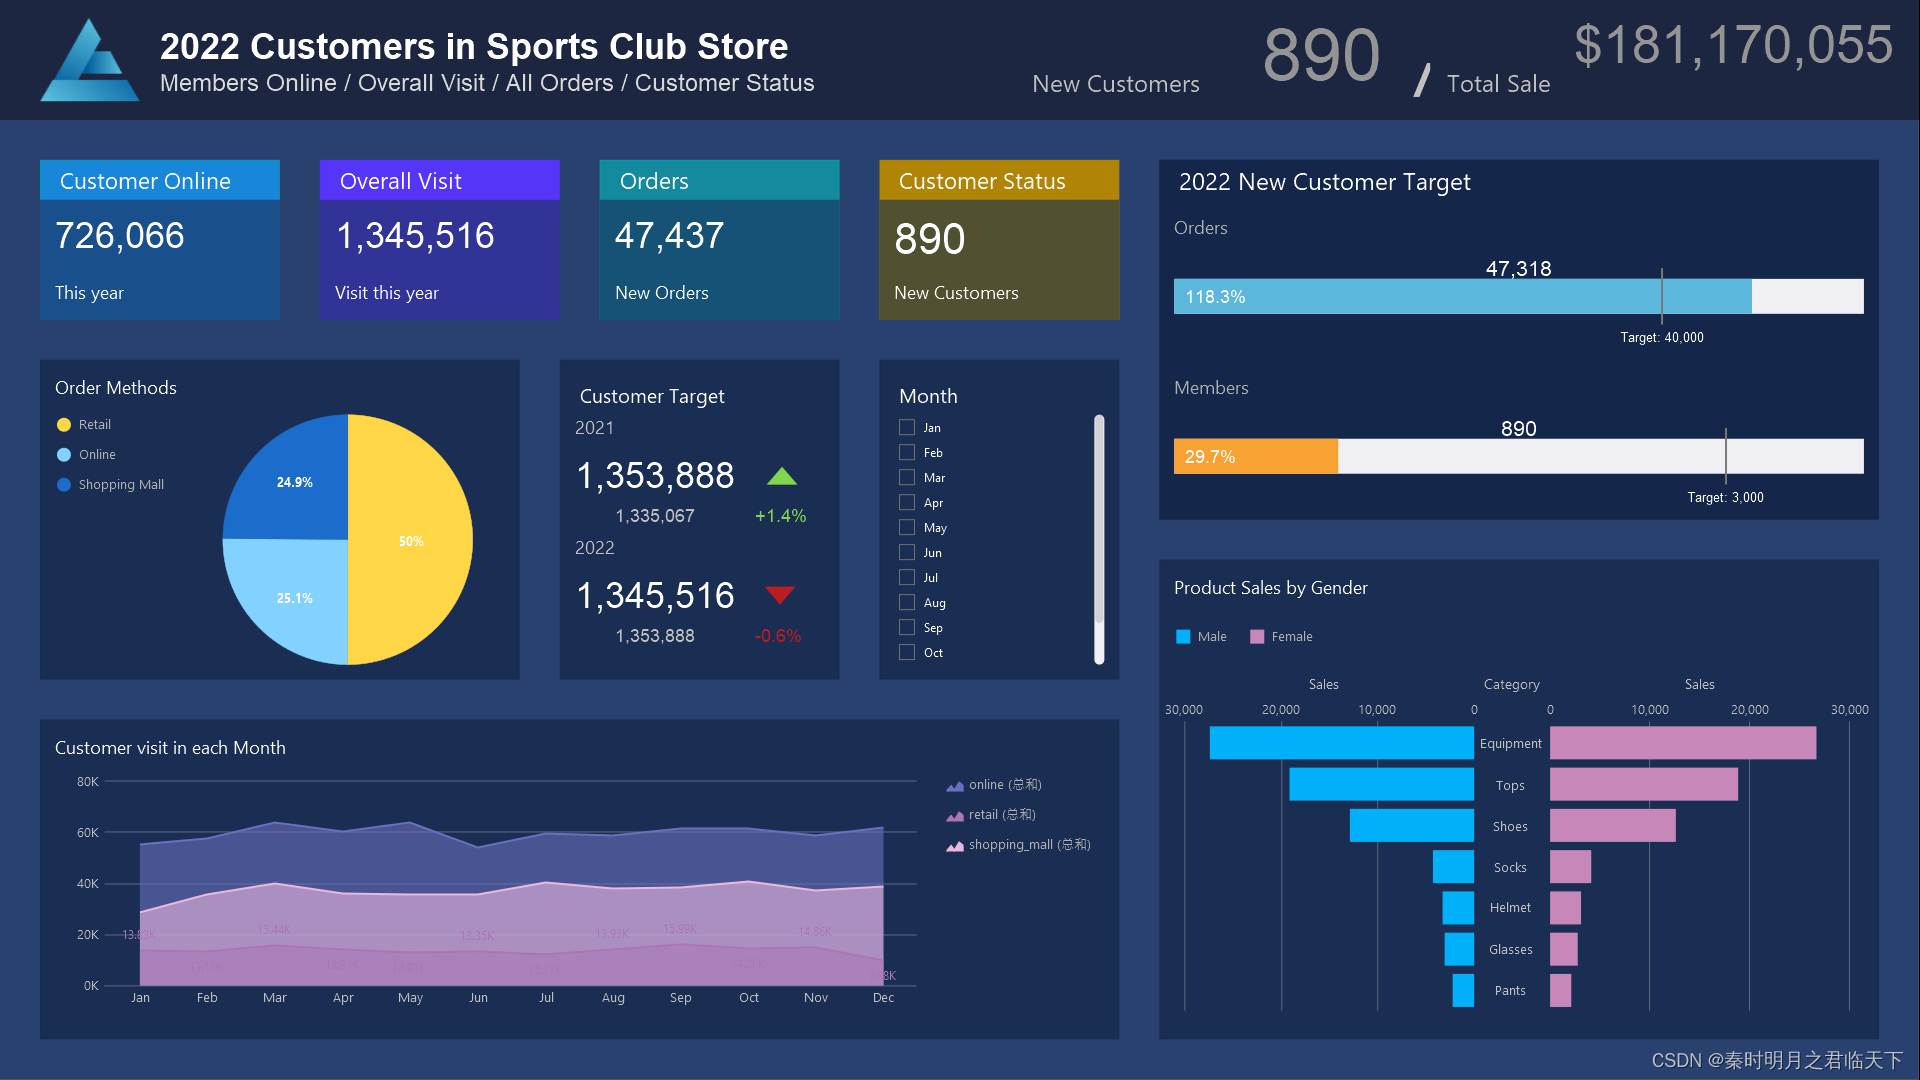 2022 Customers in Sports Club Store
Members Online / Overall Visit / All Orders / Customer Status
New Customers
890
/
Total Sale
$181,170,055
Customer Online
726,066
This year
Overall Visit
1,345,516
Visit this year
Orders
47,437
New Orders
Customer Status
890
New Customers
2022 New Customer Target
Orders
47,318
118.3%
Target: 40,000
Members
890
29.7%
Target: 3,000
Order Methods
Retail
Online
Shopping Mall
24.9%
50%
25.1%
Customer Target
2021
1,353,888
1,335,067
+1.4%
2022
1,345,516
1,353,888
-0.6%
Month
Jan
Feb
Mar
Apr
May
Jun
Jul
Aug
Sep
Oct
Product Sales by Gender
Male
Female
Sales
Category
Sales
30,000
20,000
10,000
0
0
10,000
20,000
30,000
Equipment
Tops
Shoes
Socks
Helmet
Glasses
Pants
Customer visit in each Month
80K
60K
40K
20K
0K
15.44K
13.35K
13.93K
15.99K
14.86K
Jan
Feb
Mar
Apr
May
Jun
Jul
Aug
Sep
Oct
Nov
Dec
online (总和)
retail (总和)
shopping_mall (总和)
CSDN @秦时明月之君临天下